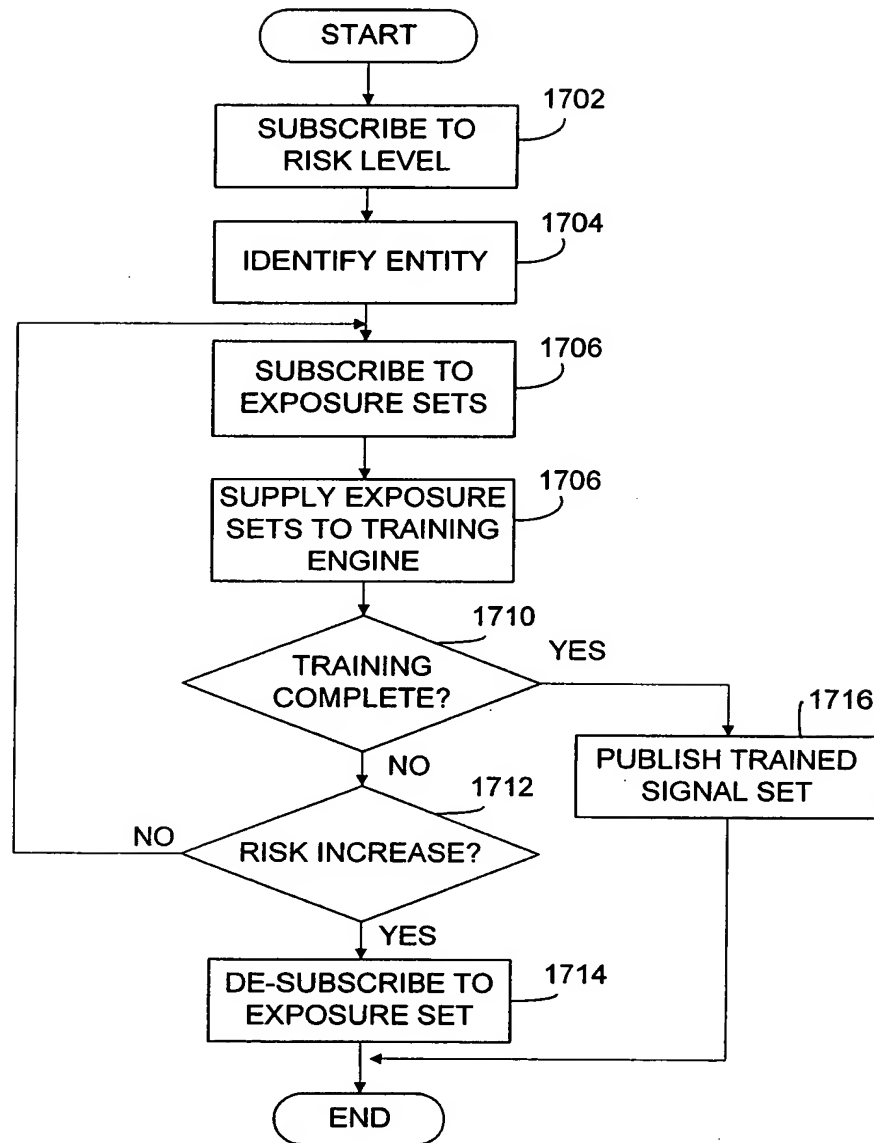 START
1702
SUBSCRIBE TO
RISK LEVEL
1704
IDENTIFY ENTITY
1706
SUBSCRIBE TO
EXPOSURE SETS
1706
SUPPLY EXPOSURE
SETS TO TRAINING
ENGINE
1710
YES
TRAINING
COMPLETE?
1716
PUBLISH TRAINED
SIGNAL SET
NO
1712
NO
RISK INCREASE?
YES
1714
DE-SUBSCRIBE TO
EXPOSURE SET
END